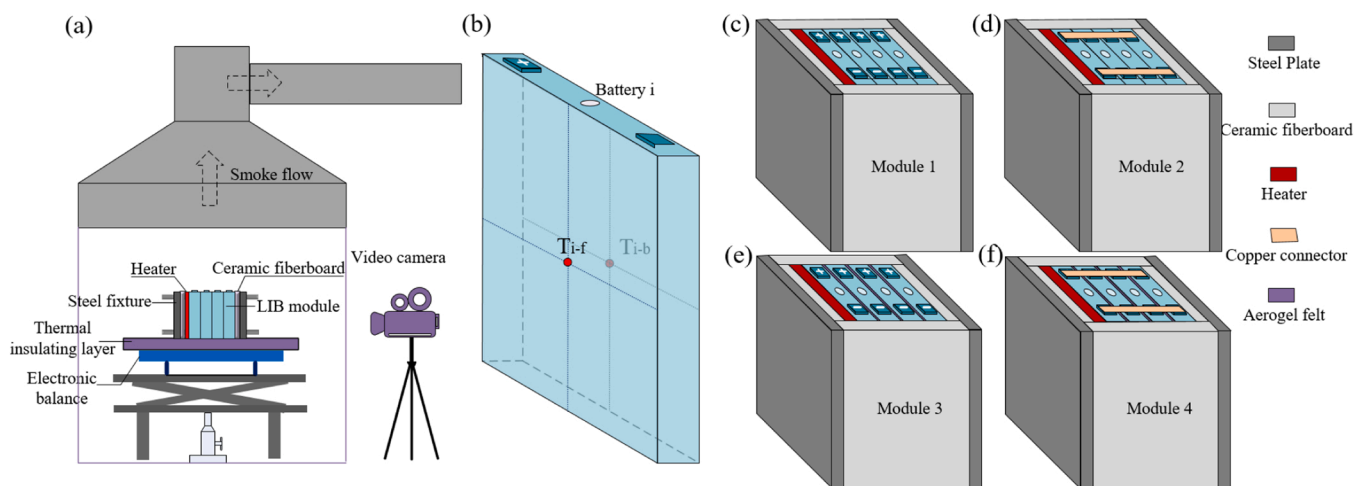 (a)
Smoke flow
Heater
Ceramic fiberboard
Steel fixture
LIB module
Thermal
insulating layer
Electronic
balance
Video camera
(b)
Battery i
Ti-f
Ti-b
(c)
Module 1
(d)
Module 2
(e)
Module 3
(f)
Module 4
Steel Plate
Ceramic fiberboard
Heater
Copper connector
Aerogel felt